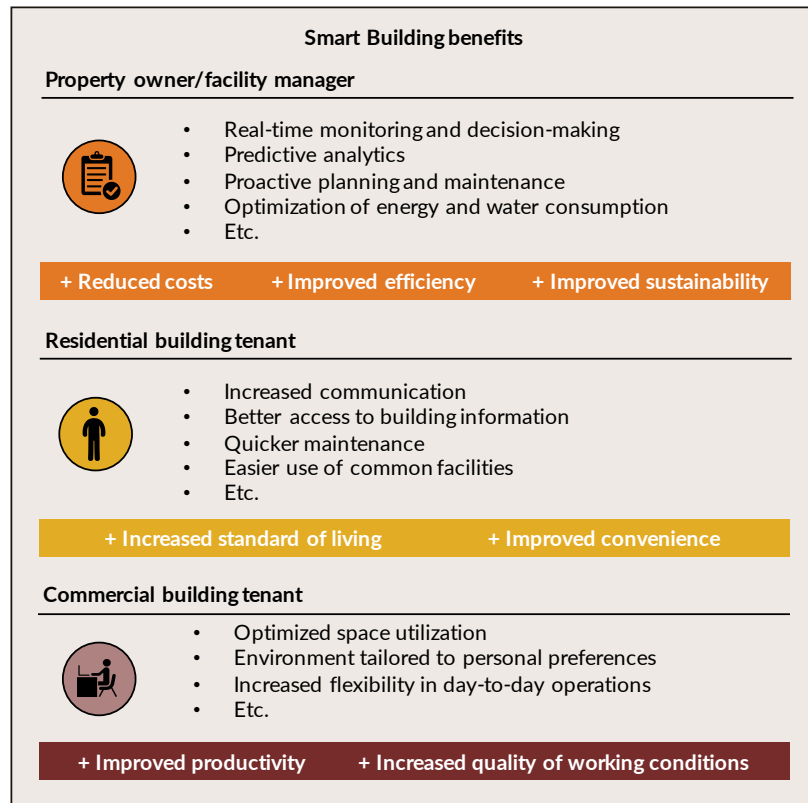 Smart Building benefits
Property owner/facility manager
• Real-time monitoring and decision-making
• Predictive analytics
• Proactive planning and maintenance
• Optimization of energy and water consumption
• Etc.
+ Reduced costs + Improved efficiency + Improved sustainability
Residential building tenant
• Increased communication
• Better access to building information
• Quicker maintenance
• Easier use of common facilities
• Etc.
+ Increased standard of living + Improved convenience
Commercial building tenant
• Optimized space utilization
• Environment tailored to personal preferences
• Increased flexibility in day-to-day operations
• Etc.
+ Improved productivity + Increased quality of working conditions